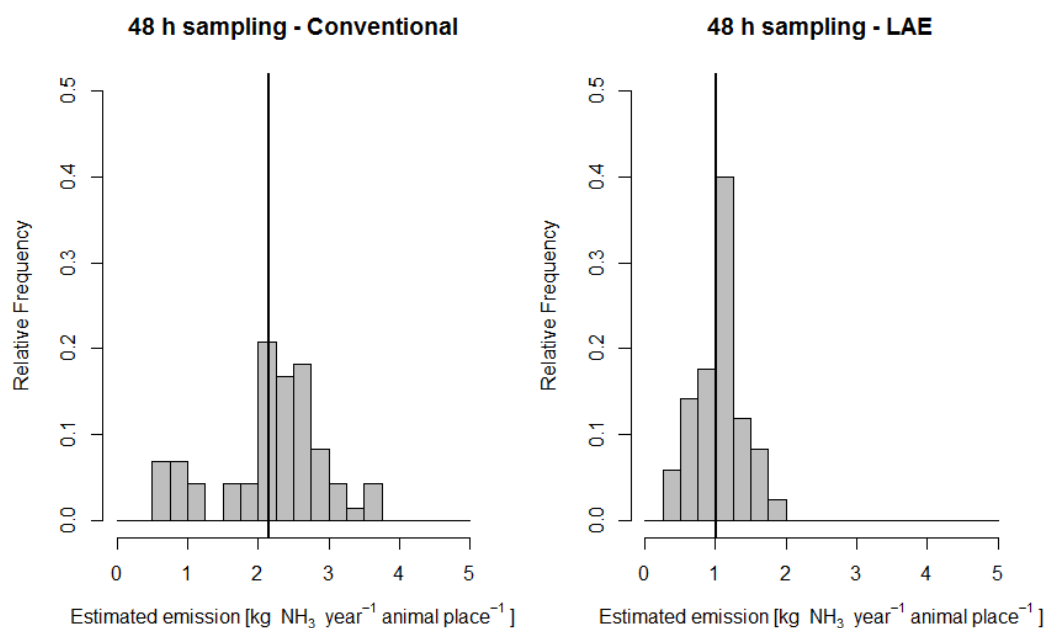 48 h sampling - Conventional
Relative Frequency
0.5
0.4
0.3
0.2
0.1
0.0
0 1 2 3 4 5
Estimated emission [kg NH₃ year⁻¹ animal place⁻¹ ]
48 h sampling - LAE
Relative Frequency
0.5
0.4
0.3
0.2
0.1
0.0
0 1 2 3 4 5
Estimated emission [kg NH₃ year⁻¹ animal place⁻¹ ]